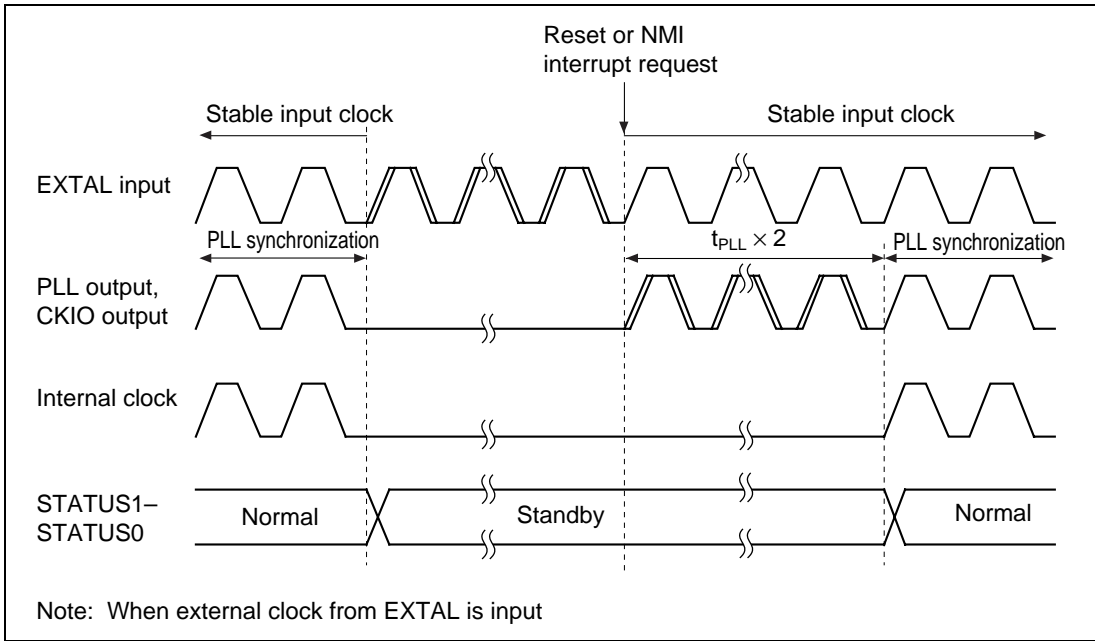 Reset or NMI
interrupt request
Stable input clock
Stable input clock
EXTAL input
PLL synchronization
tPLL × 2
PLL synchronization
PLL output,
CKIO output
Internal clock
STATUS1–
STATUS0
Normal
Standby
Normal
Note: When external clock from EXTAL is input